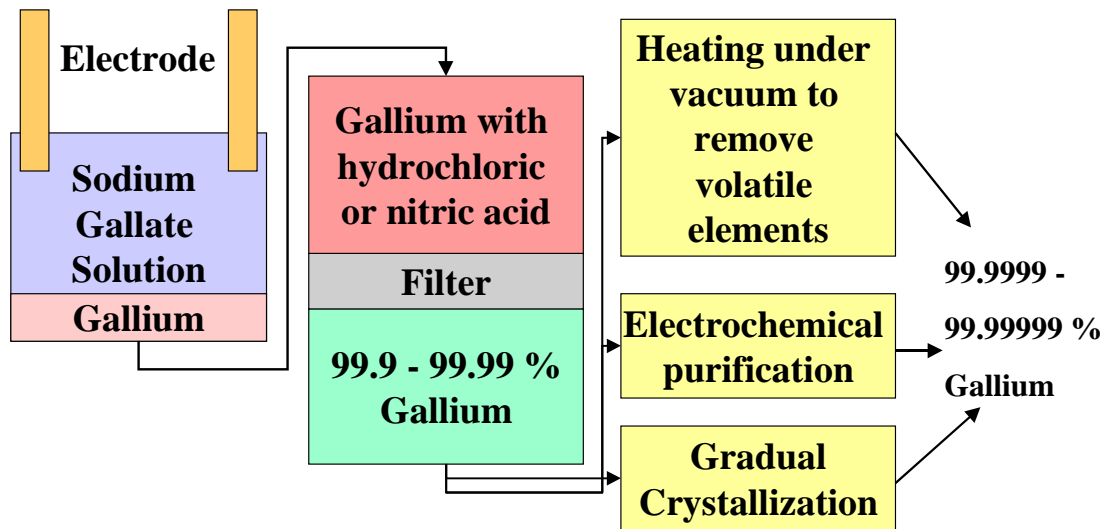 Electrode
Sodium
Gallate
Solution
Gallium
Gallium with
hydrochloric
or nitric acid
Filter
99.9 - 99.99 %
Gallium
Heating under
vacuum to
remove
volatile
elements
Electrochemical
purification
Gradual
Crystallization
99.9999 -
99.99999 %
Gallium